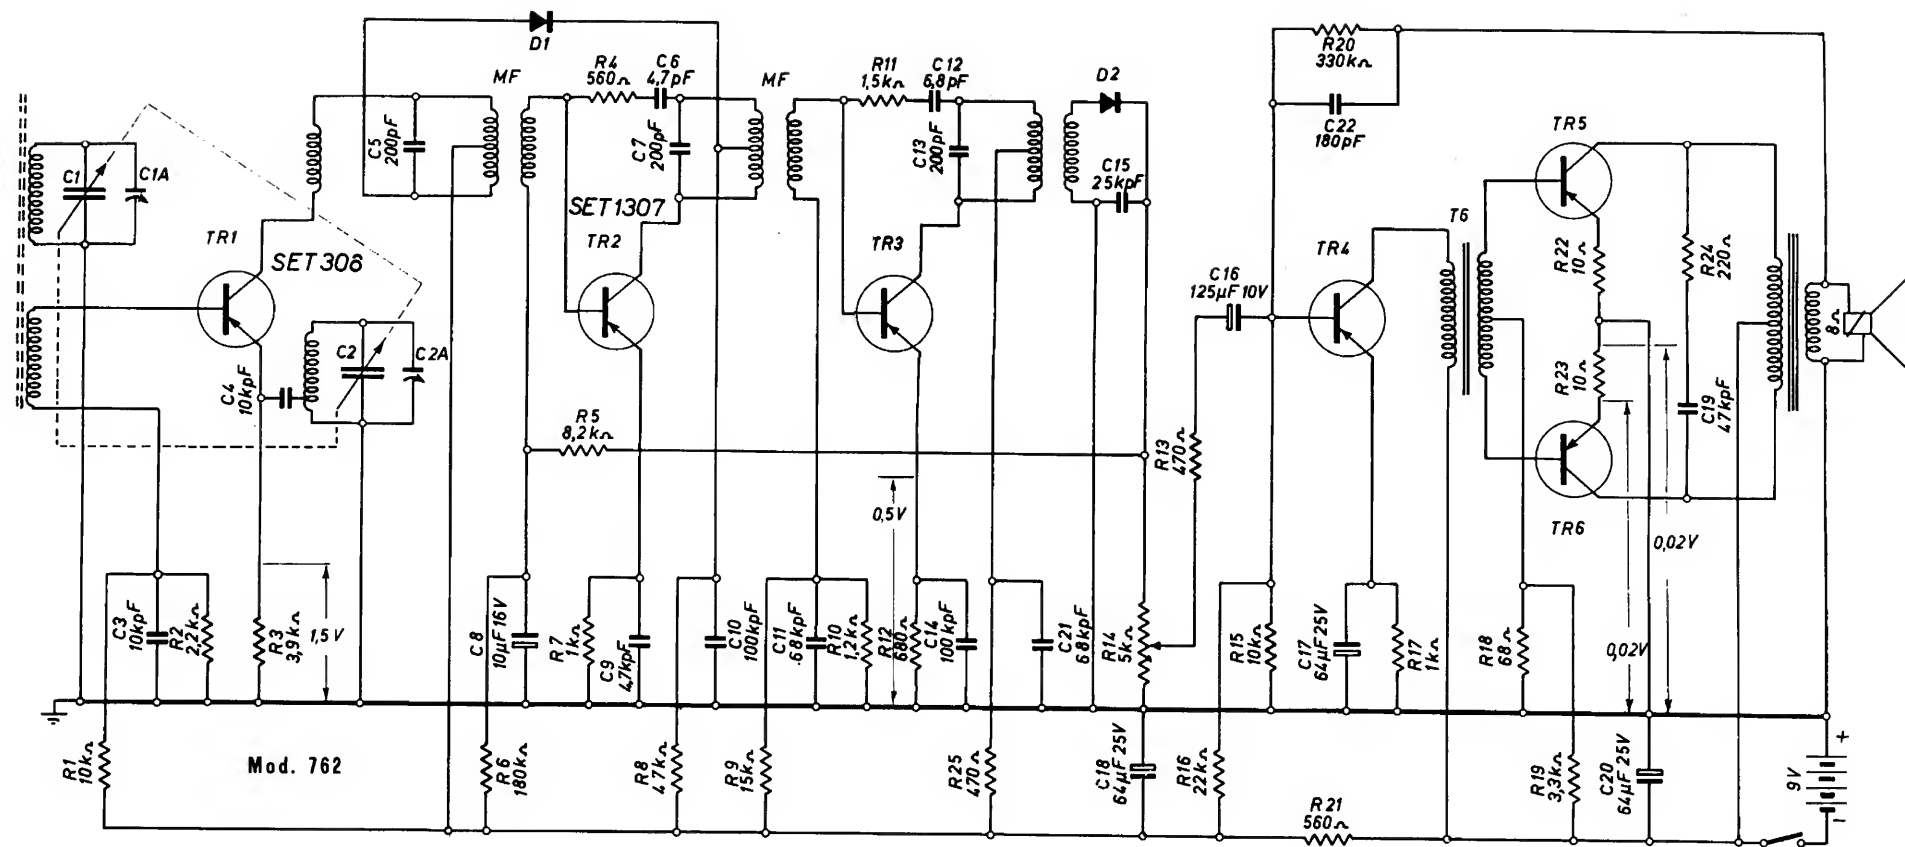 D1
R4
560Ω
C6
4,7pF
MF
MF
R11
1,5kΩ
C12
6,8pF
D2
R20
330kΩ
C22
180pF
C1
C1A
C5
200pF
C7
200pF
C13
200pF
C15
25kpF
TR5
TR1
SET306
SET1307
TR2
TR3
TR4
T6
C16
125µF 10V
R22
10Ω
R24
220Ω
C2
C2A
C4
10kpF
R23
10Ω
C19
47kpF
8Ω
R5
8,2kΩ
R13
470Ω
TR6
0,5V
0,02V
0,02V
C3
10kpF
R2
2,2kΩ
R3
3,9kΩ
1,5V
C8
10µF 16V
R7
1kΩ
C9
47kpF
C10
100kpF
C11
.68kpF
R10
1,2kΩ
R12
680Ω
C14
100kpF
C21
68kpF
R14
5kΩ
R15
10kΩ
C17
64µF 25V
R17
1kΩ
R18
68Ω
R1
10kΩ
Mod. 762
R6
180kΩ
R8
47kΩ
R9
15kΩ
R25
470Ω
C18
64µF 25V
R16
22kΩ
R21
560Ω
R19
3,3kΩ
C20
64µF 25V
9V
+
-